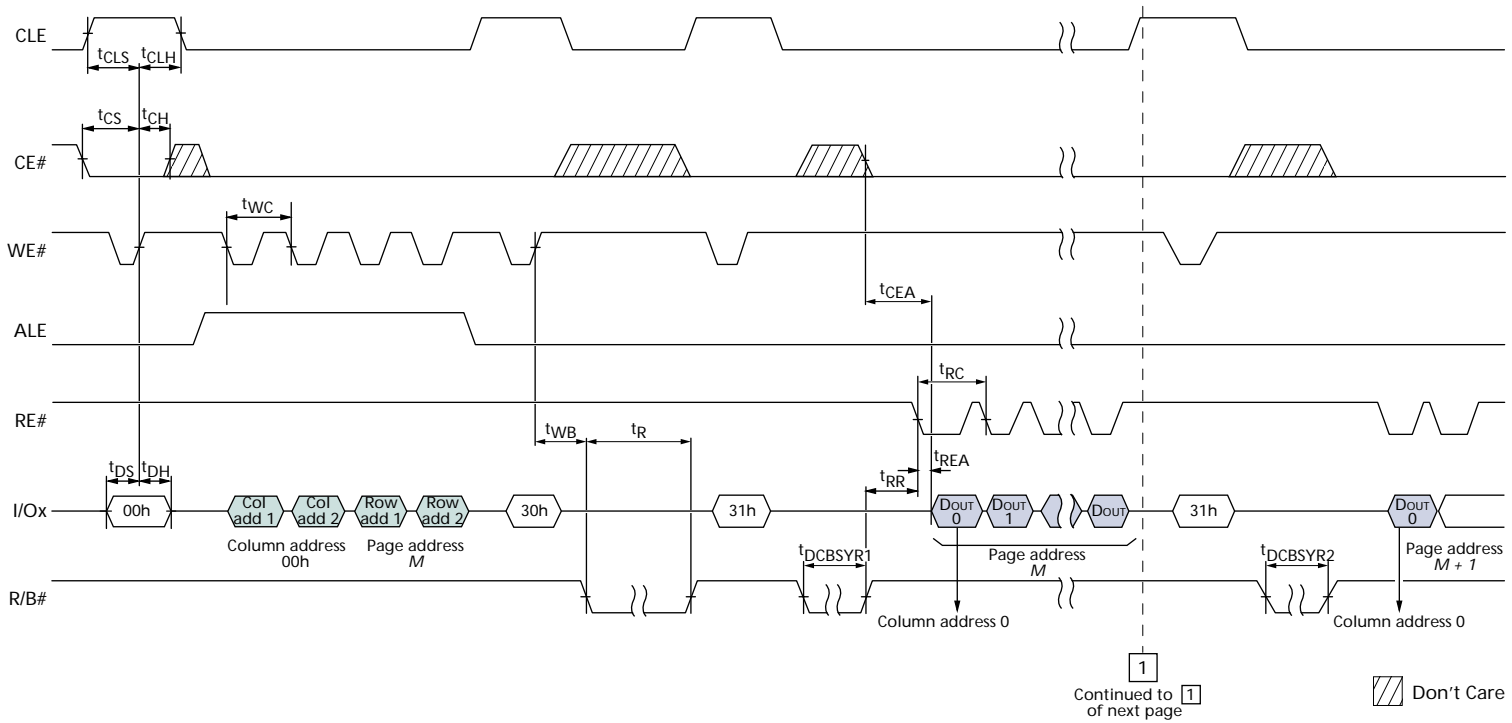 CLE
tCLS tCLH
tCS tCH
CE#
tWC
WE#
tCEA
ALE
tRC
RE#
tWB tR
tDS tDH
tREA
tRR
I/Ox
00h
Col add 1
Col add 2
Row add 1
Row add 2
30h
31h
DOUT 0
DOUT 1
DOUT
31h
DOUT 0
Column address 00h
Page address M
tDCBSYR1
Page address M
tDCBSYR2
Page address M + 1
R/B#
Column address 0
Column address 0
1
Continued to 1 of next page
Don't Care